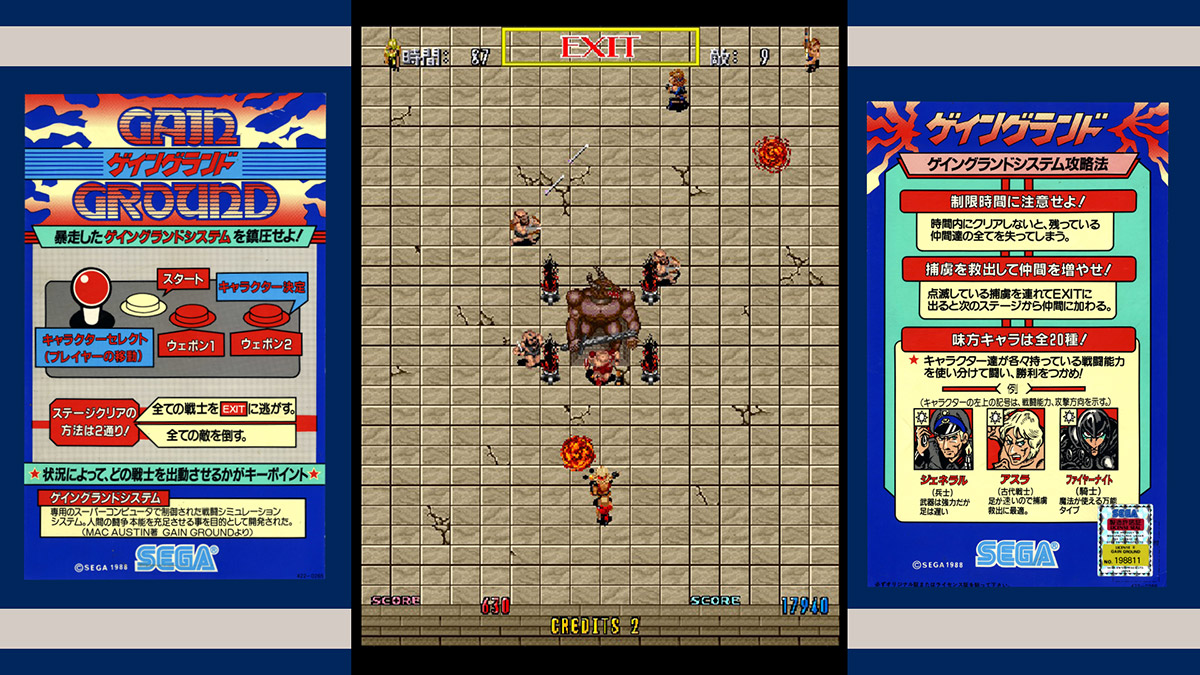 GAIN
ゲイングランド
GROUND
暴走したゲイングランドシステムを鎮圧せよ!
スタート
キャラクター決定
キャラクターセレクト
(プレイヤーの移動)
ウェポン1
ウェポン2
ステージクリアの
方法は2通り!
全ての戦士をEXITに逃がす。
全ての敵を倒す。
★状況によって、どの戦士を出動させるかがキーポイント★
ゲイングランドシステム
専用のスーパーコンピュータで制御された戦闘シミュレーション
システム。人間の闘争本能を充足させる事を目的として開発された。
(MAC AUSTIN著 GAIN GROUNDより)
©SEGA 1988
SEGA®
時間: 87
EXIT
敵: 9
SCORE 630
SCORE 17940
CREDITS 2
ゲイングランド
ゲイングランドシステム攻略法
制限時間に注意せよ!
時間内にクリアしないと、残っている
仲間達の全てを失ってしまう。
捕虜を救出して仲間を増やせ!
点滅している捕虜を連れてEXITに
出ると次のステージから仲間に加わる。
味方キャラは全20種!
★キャラクター達が各々持っている戦闘能力
を使い分けて闘い、勝利をつかめ!
例
(キャラクターの左上の記号は、戦闘能力、攻撃方向を示す。)
ジェネラル
(兵士)
武器は強力だが
足は遅い
アスラ
(古代戦士)
足が速いので捕虜
救出に最適。
ファイヤーナイト
(騎士)
魔法が使える万能
タイプ
©SEGA 1988
SEGA®
SEGA
GAIN GROUND
NO. 198811